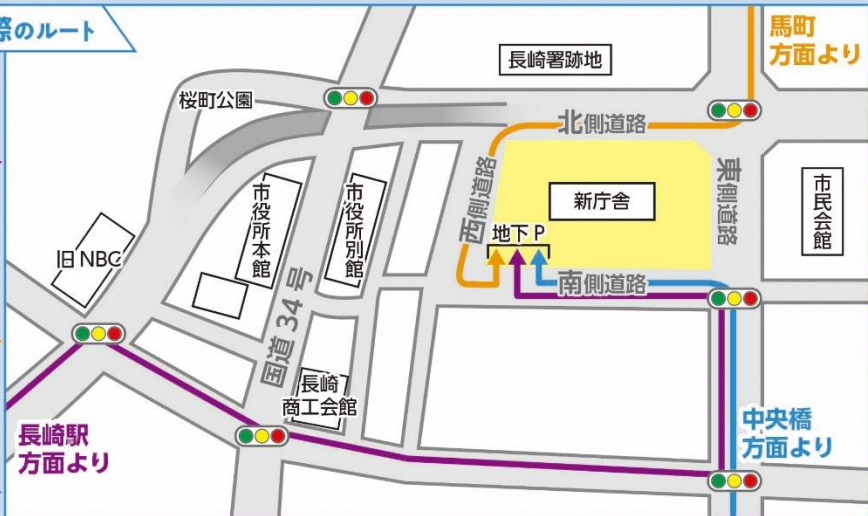 際のルート
馬町
方面より
長崎署跡地
桜町公園
北側道路
西側道路
新庁舎
東側道路
市民会館
市役所本館
市役所別館
地下P
旧NBC
南側道路
国道34号
長崎
商工会館
長崎駅
方面より
中央橋
方面より